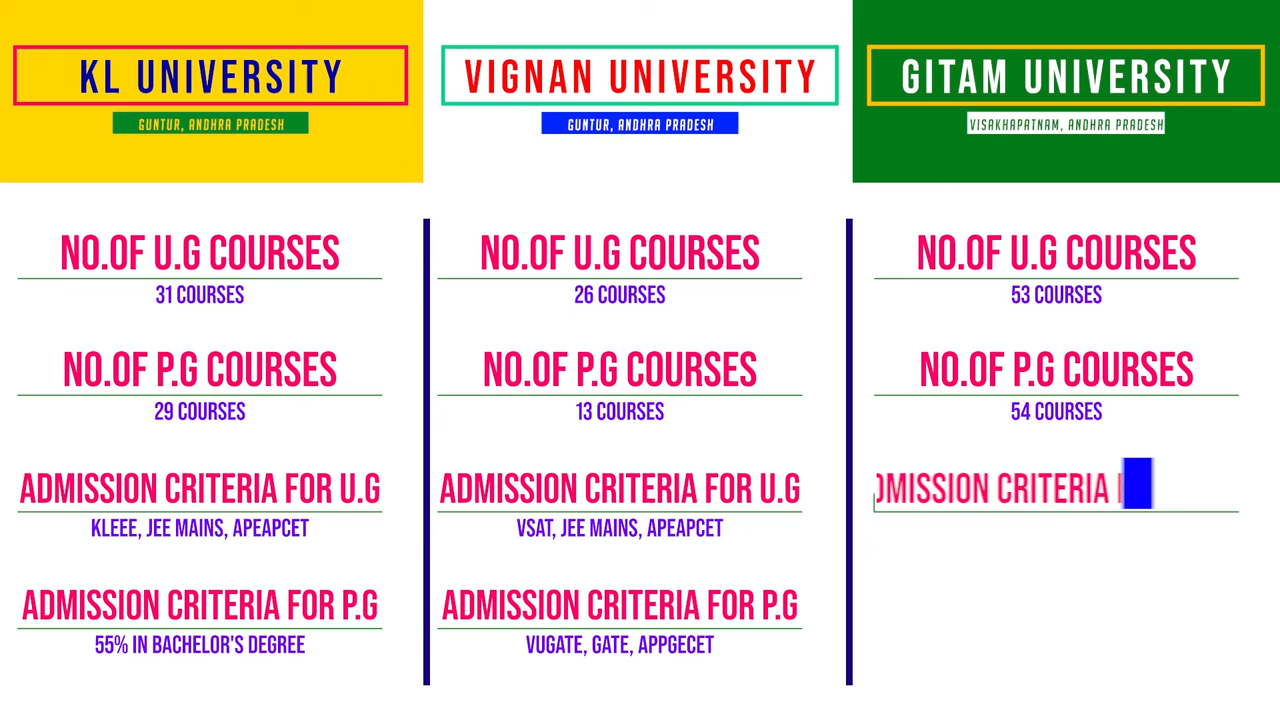 KL UNIVERSITY
GUNTUR, ANDHRA PRADESH
NO.OF U.G COURSES
31 COURSES
NO.OF P.G COURSES
29 COURSES
ADMISSION CRITERIA FOR U.G
KLEEE, JEE MAINS, APEAPCET
ADMISSION CRITERIA FOR P.G
55% IN BACHELOR'S DEGREE
VIGNAN UNIVERSITY
GUNTUR, ANDHRA PRADESH
NO.OF U.G COURSES
26 COURSES
NO.OF P.G COURSES
13 COURSES
ADMISSION CRITERIA FOR U.G
VSAT, JEE MAINS, APEAPCET
ADMISSION CRITERIA FOR P.G
VUGATE, GATE, APPGECET
GITAM UNIVERSITY
VISAKHAPATNAM, ANDHRA PRADESH
NO.OF U.G COURSES
53 COURSES
NO.OF P.G COURSES
54 COURSES
DMISSION CRITERIA